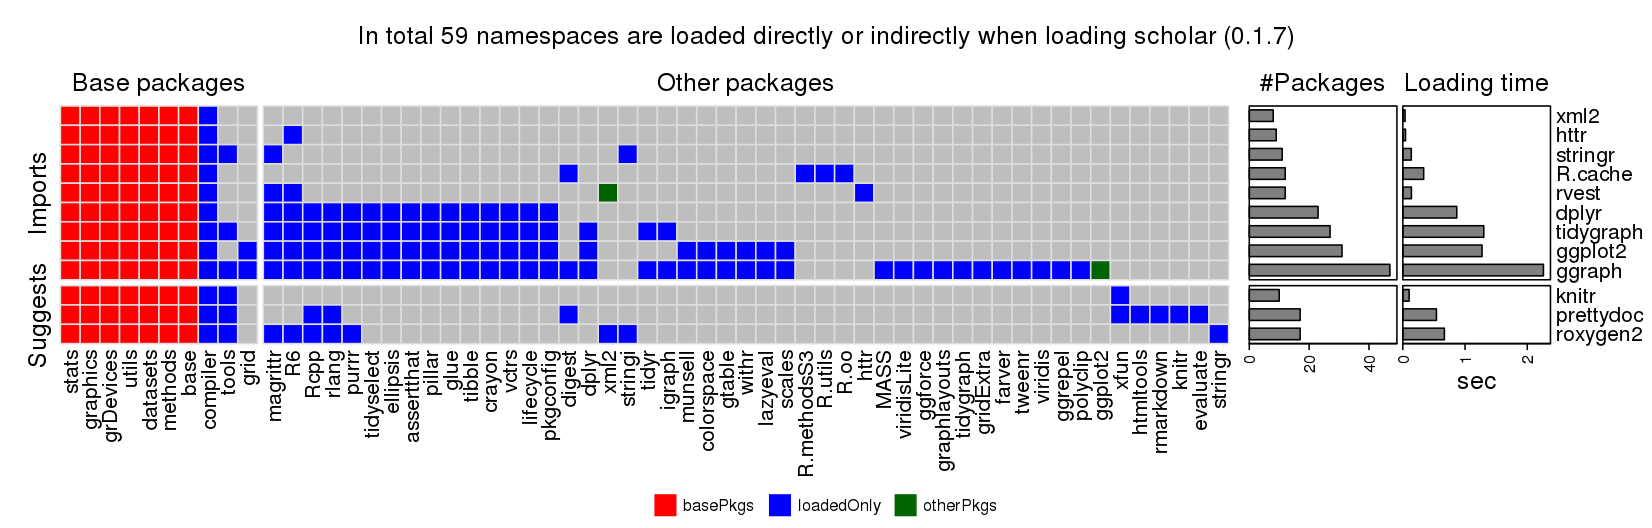 In total 59 namespaces are loaded directly or indirectly when loading scholar (0.1.7)
Base packages
Other packages
#Packages
Loading time
Imports
Suggests
xml2
httr
stringr
R.cache
rvest
dplyr
tidygraph
ggplot2
ggraph
knitr
prettydoc
roxygen2
stats
graphics
grDevices
utils
datasets
methods
base
compiler
tools
grid
magrittr
R6
Rcpp
rlang
purrr
tidyselect
ellipsis
assertthat
pillar
glue
tibble
crayon
vctrs
lifecycle
pkgconfig
digest
dplyr
xml2
stringi
tidyr
igraph
munsell
colorspace
gtable
withr
lazyeval
scales
R.methodsS3
R.utils
R.oo
httr
MASS
viridisLite
ggforce
graphlayouts
tidygraph
gridExtra
farver
tweenr
viridis
ggrepel
polyclip
ggplot2
xfun
htmltools
rmarkdown
knitr
evaluate
stringr
0
20
40
0
1
2
sec
basePkgs
loadedOnly
otherPkgs